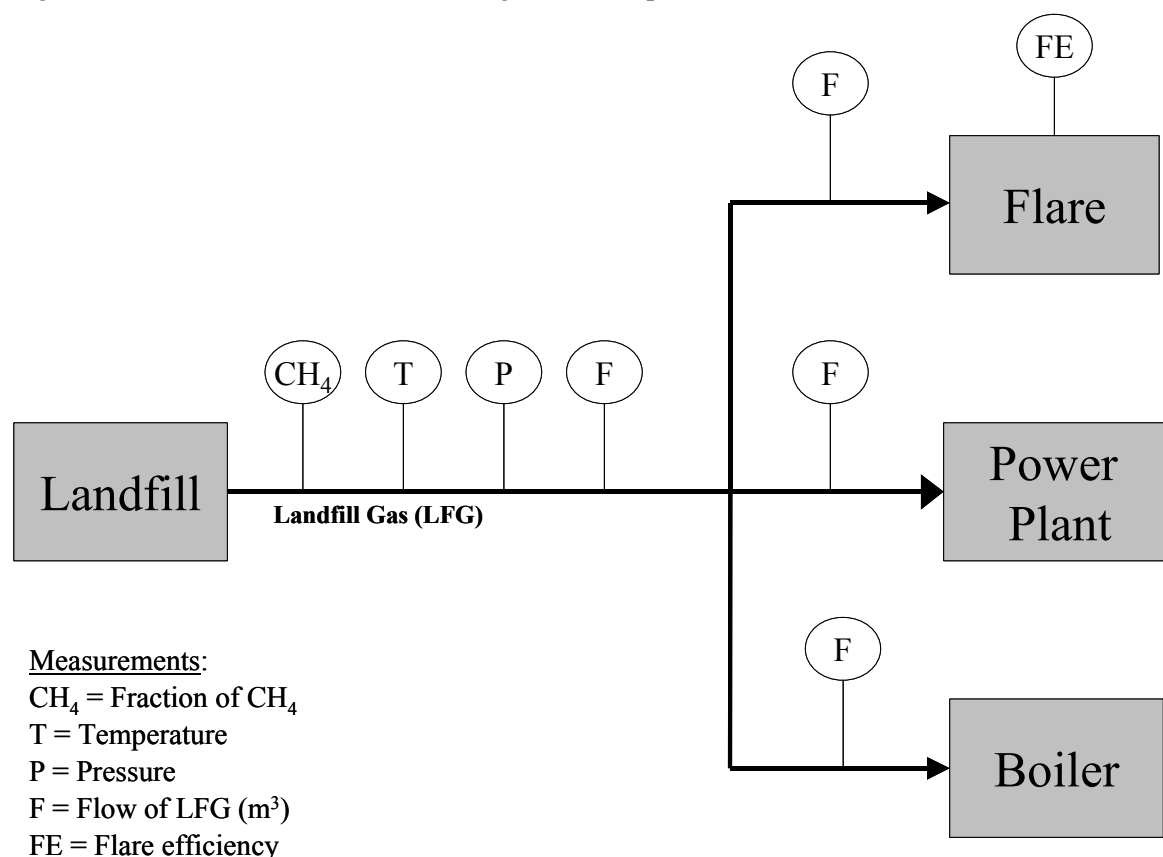 FE
F
Flare
CH₄ T P F F
Landfill
Power
Plant
Landfill Gas (LFG)
F
Boiler
Measurements:
CH₄ = Fraction of CH₄
T = Temperature
P = Pressure
F = Flow of LFG (m³)
FE = Flare efficiency